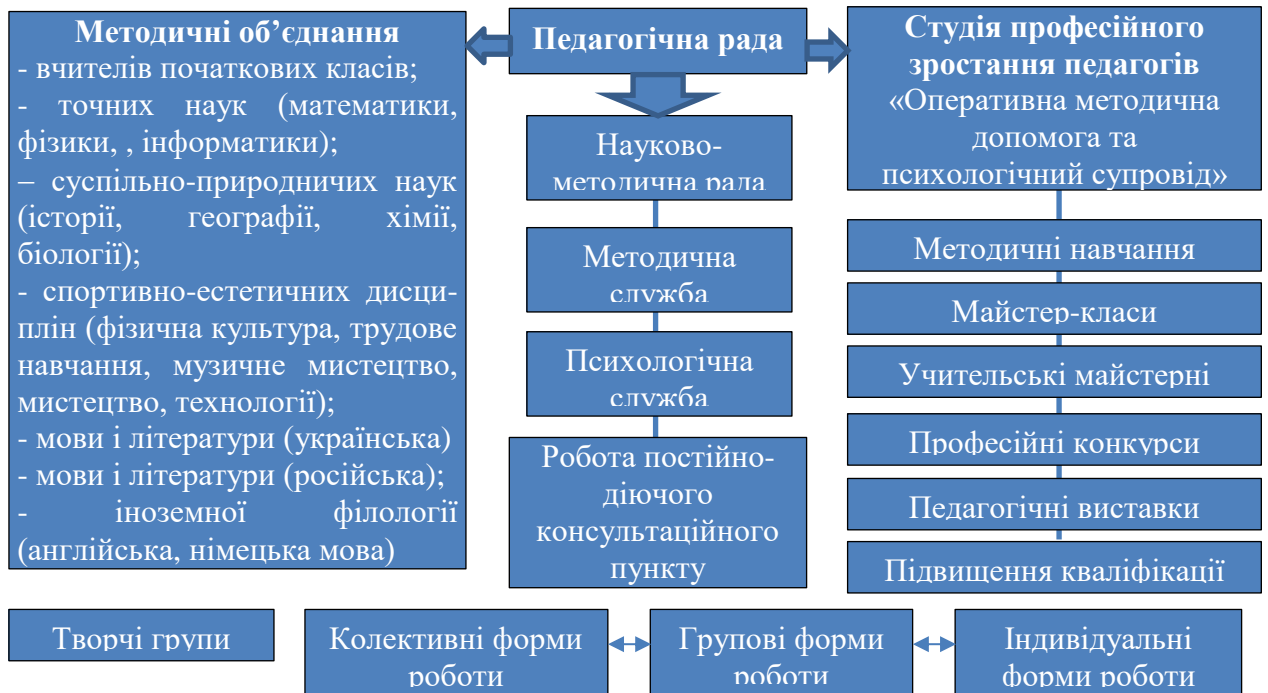 Методичні об’єднання
- вчителів початкових класів;
- точних наук (математики,
фізики, , інформатики);
– суспільно-природничих наук
(історії, географії, хімії,
біології);
- спортивно-естетичних дисци-
плін (фізична культура, трудове
навчання, музичне мистецтво,
мистецтво, технології);
- мови і літератури (українська)
- мови і літератури (російська);
- іноземної філології
(англійська, німецька мова)
Педагогічна рада
Науково-
методична рада
Методична
служба
Психологічна
служба
Робота постійно-
діючого
консультаційного
пункту
Студія професійного
зростання педагогів
«Оперативна методична
допомога та
психологічний супровід»
Методичні навчання
Майстер-класи
Учительські майстерні
Професійні конкурси
Педагогічні виставки
Підвищення кваліфікації
Творчі групи
Колективні форми
роботи
Групові форми
роботи
Індивідуальні
форми роботи